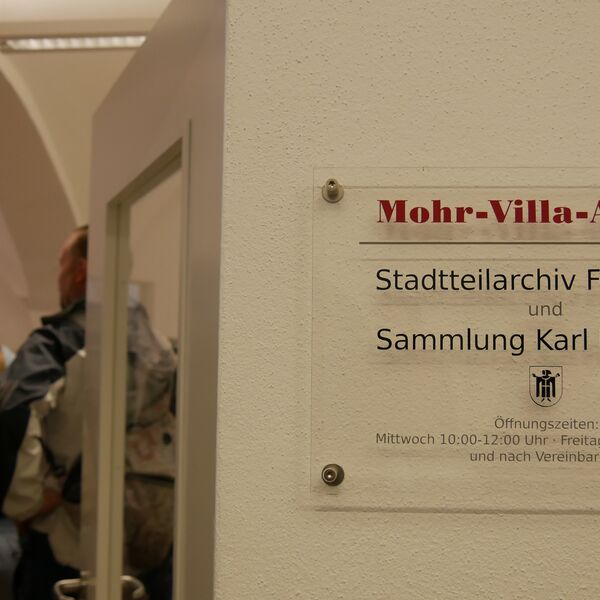 Mohr-Villa-A
Stadtteilarchiv F
und
Sammlung Karl
Öffnungszeiten:
Mittwoch 10:00-12:00 Uhr · Freitag
und nach Vereinbar